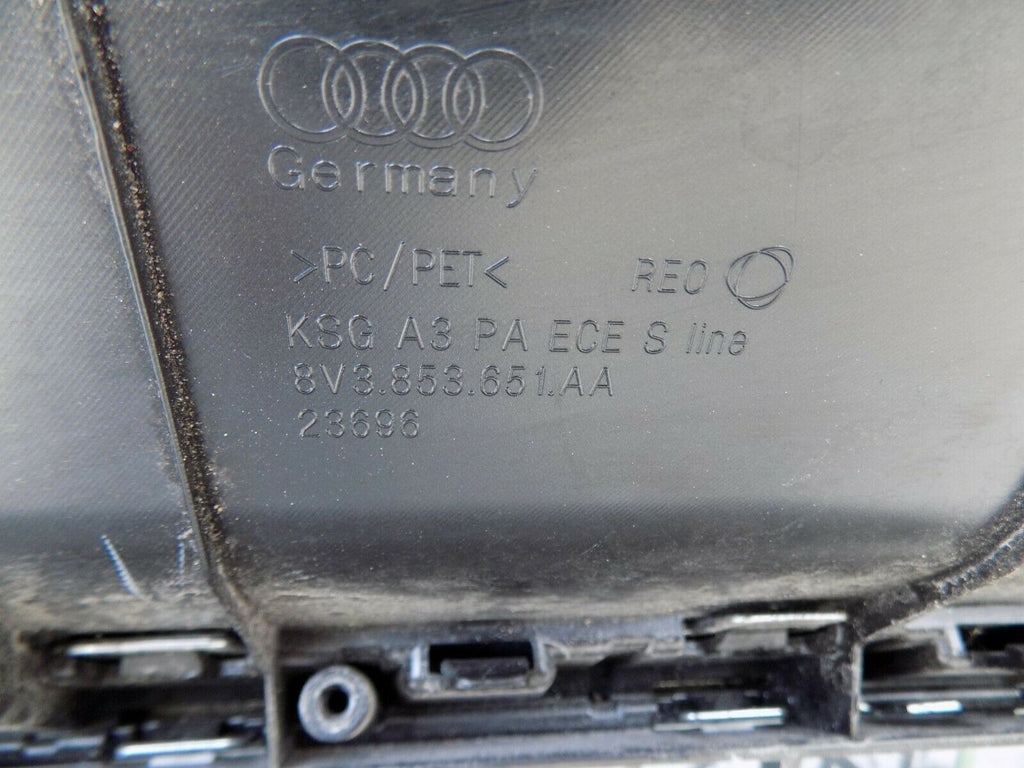 Germany
>PC/PET< REO
KSG A3 PA ECE S line
8V3.853.651.AA
23696